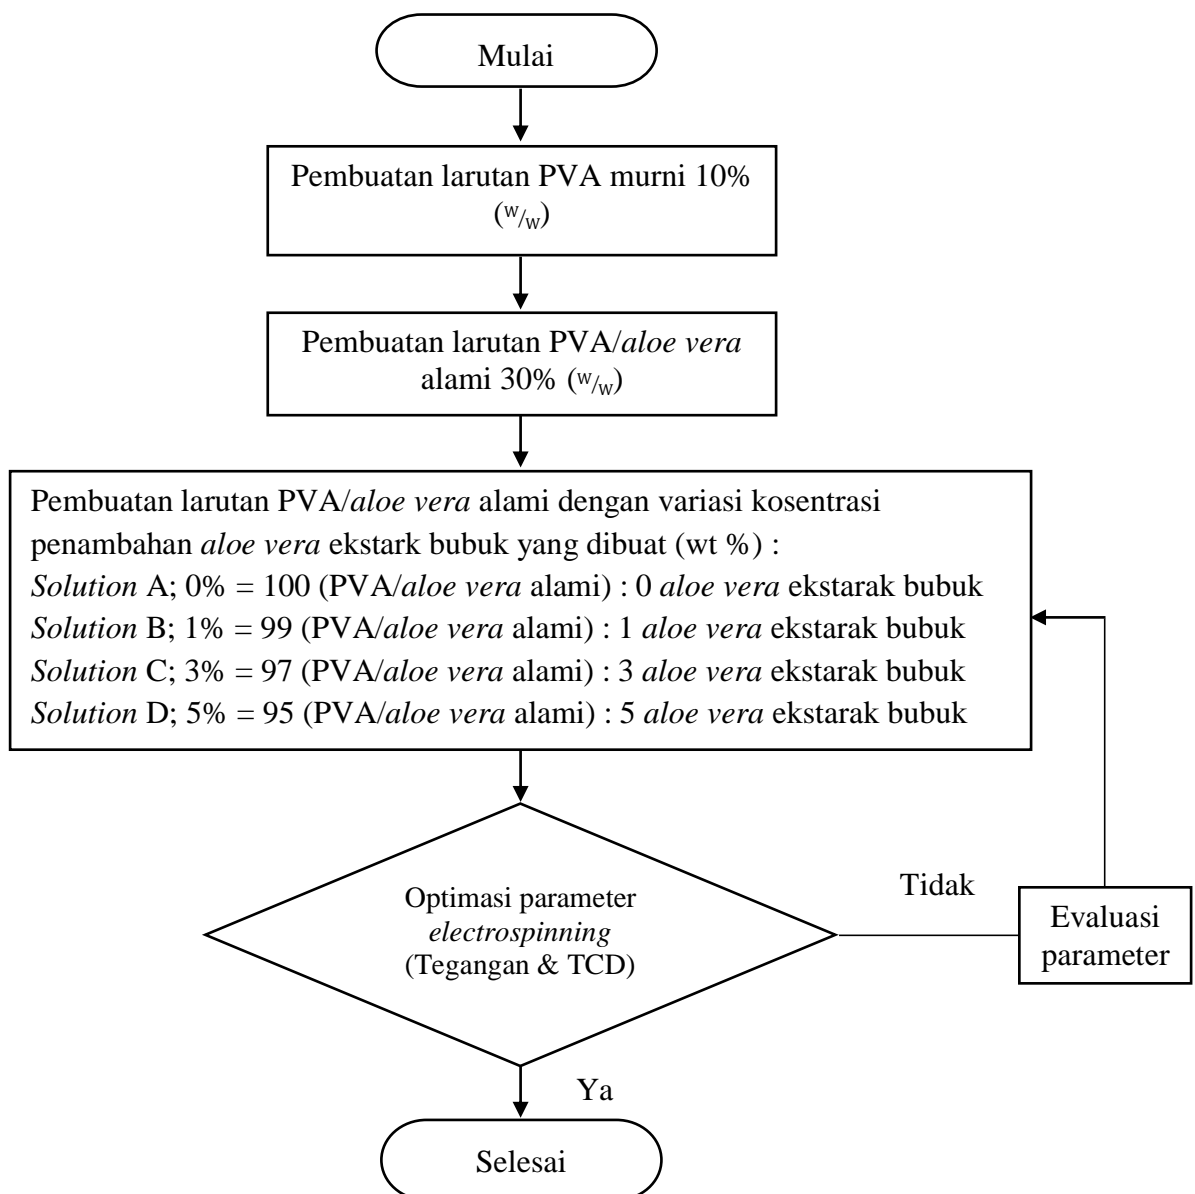 Mulai
Pembuatan larutan PVA murni 10%
(w/w)
Pembuatan larutan PVA/aloe vera
alami 30% (w/w)
Pembuatan larutan PVA/aloe vera alami dengan variasi kosentrasi
penambahan aloe vera ekstark bubuk yang dibuat (wt %) :
Solution A; 0% = 100 (PVA/aloe vera alami) : 0 aloe vera ekstarak bubuk
Solution B; 1% = 99 (PVA/aloe vera alami) : 1 aloe vera ekstarak bubuk
Solution C; 3% = 97 (PVA/aloe vera alami) : 3 aloe vera ekstarak bubuk
Solution D; 5% = 95 (PVA/aloe vera alami) : 5 aloe vera ekstarak bubuk
Optimasi parameter
electrospinning
(Tegangan & TCD)
Tidak
Evaluasi
parameter
Ya
Selesai